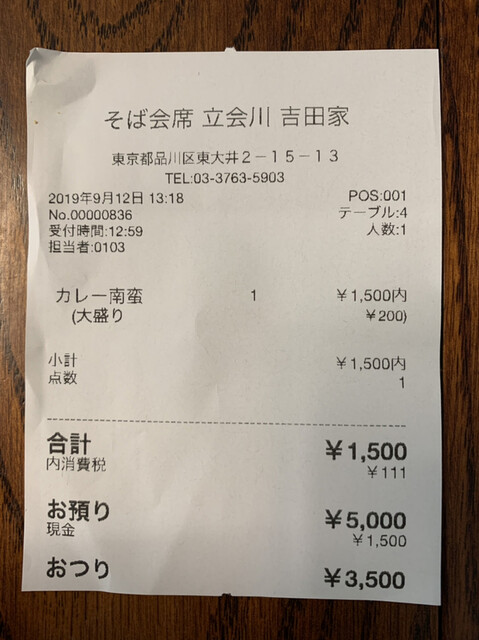 そば会席 立会川 吉田家
東京都品川区東大井2-15-13
TEL:03-3763-5903
2019年9月12日 13:18 POS:001
No.00000836 テーブル:4
受付時間:12:59 人数:1
担当者:0103
カレー南蛮 1 ¥1,500内
(大盛り ¥200)
小計 ¥1,500内
点数 1
合計 ¥1,500
内消費税 ¥111
お預り ¥5,000
現金 ¥1,500
おつり ¥3,500